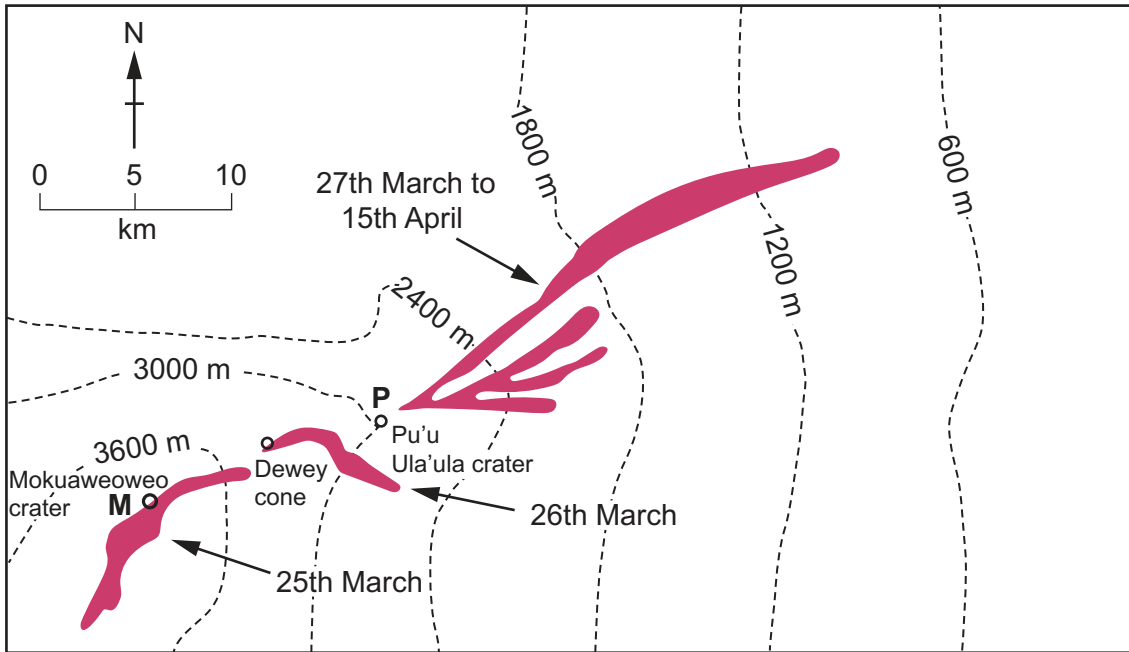 N
0 5 10
km
27th March to
15th April
1800 m
600 m
1200 m
2400 m
3000 m
P
Pu'u
Ula'ula crater
3600 m
Mokuaweoweo
crater
M
Dewey
cone
26th March
25th March